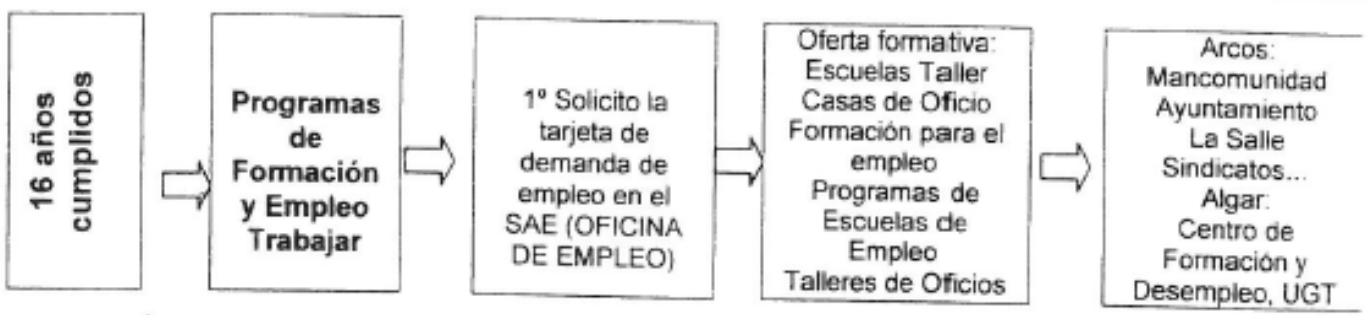 16 años
cumplidos
Programas
de
Formación
y Empleo
Trabajar
1º Solicito la
tarjeta de
demanda de
empleo en el
SAE (OFICINA
DE EMPLEO)
Oferta formativa:
Escuelas Taller
Casas de Oficio
Formación para el
empleo
Programas de
Escuelas de
Empleo
Talleres de Oficios
Arcos:
Mancomunidad
Ayuntamiento
La Salle
Sindicatos...
Algar:
Centro de
Formación y
Desempleo, UGT